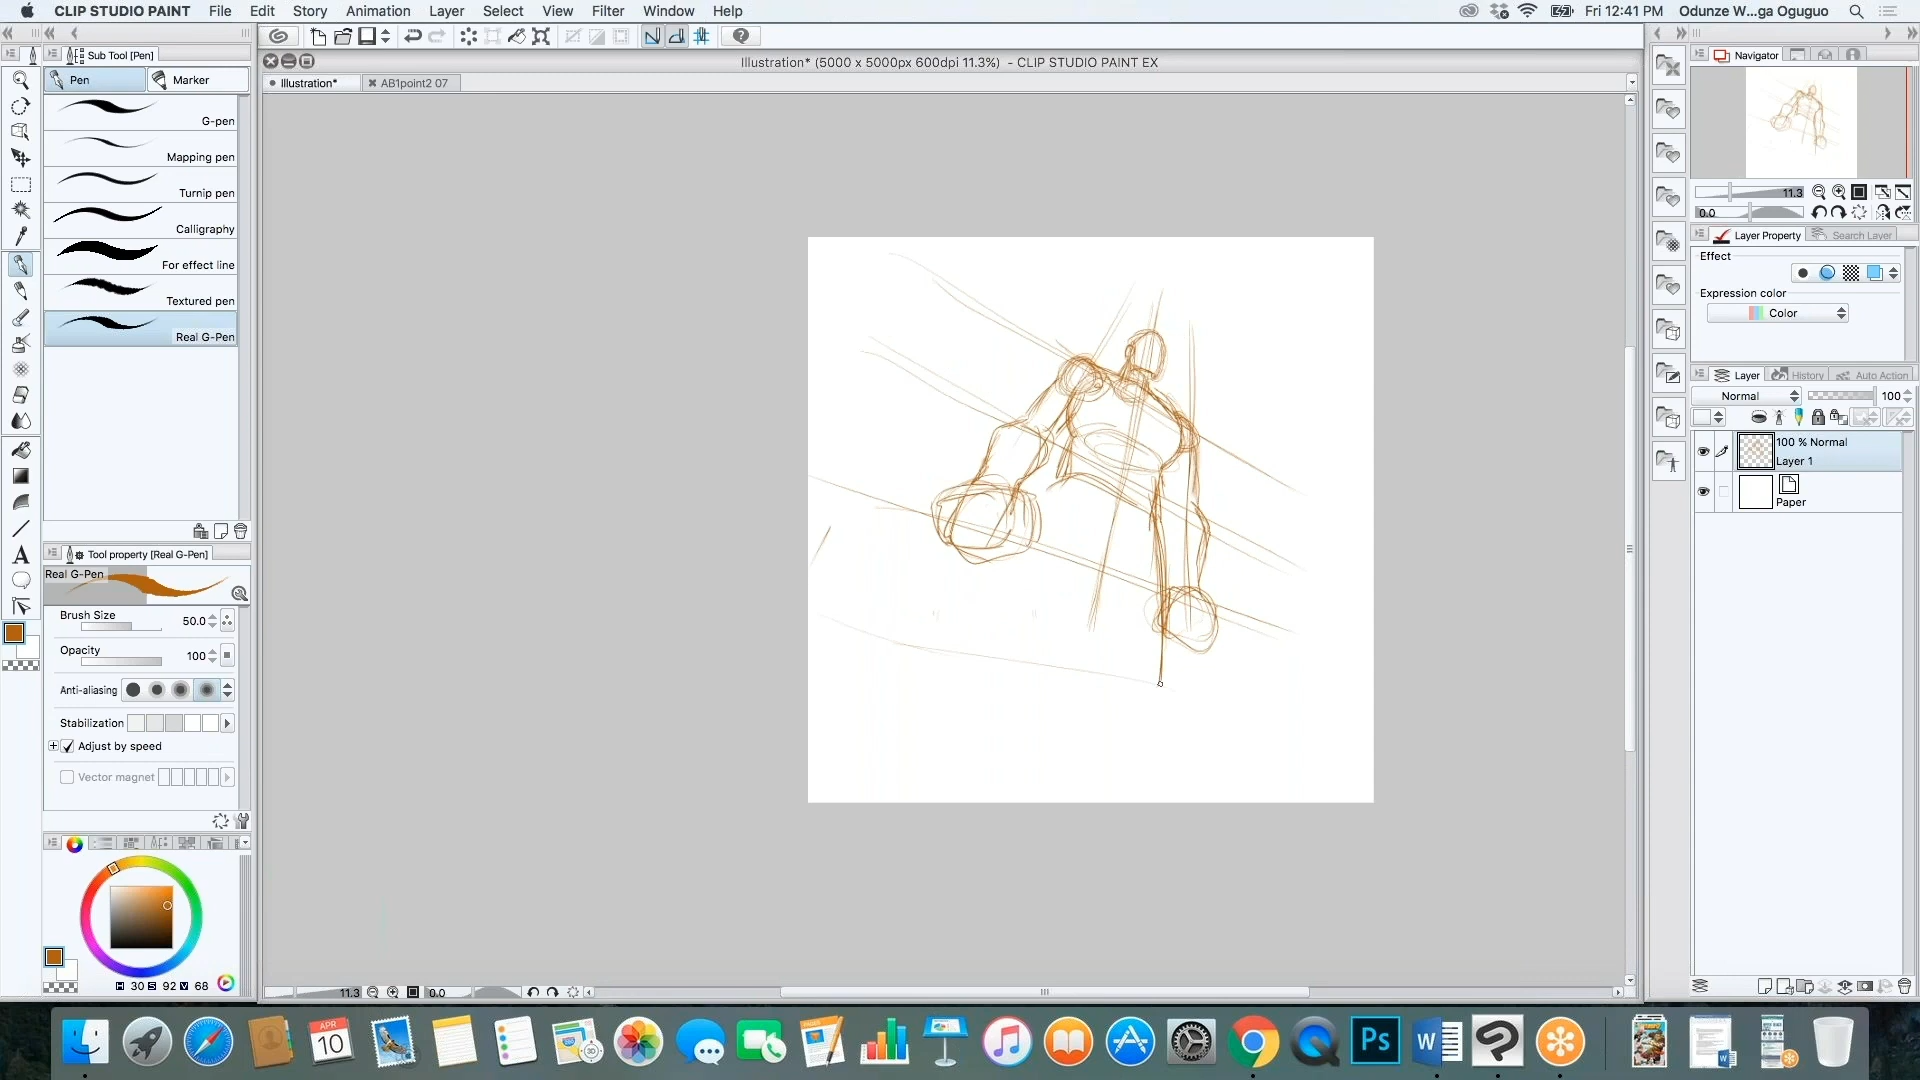 CLIP STUDIO PAINT File Edit Story Animation Layer Select View Filter Window Help Fri 12:41 PM Odunze W...ga Oguguo
Sub Tool [Pen]
Pen Marker
G-pen
Mapping pen
Turnip pen
Calligraphy
For effect line
Textured pen
Real G-Pen
Tool property [Real G-Pen]
Real G-Pen
Brush Size 50.0
Opacity 100
Anti-aliasing
Stabilization
Adjust by speed
Vector magnet
H 30 S 92 V 68
Illustration* (5000 x 5000px 600dpi 11.3%) - CLIP STUDIO PAINT EX
Illustration* AB1point2 07
11.3 0.0
Navigator
11.3
0.0
Layer Property Search Layer
Effect
Expression color
Color
Layer History Auto Action
Normal 100
100 % Normal
Layer 1
Paper
APR
10
PAGES
Ps
W